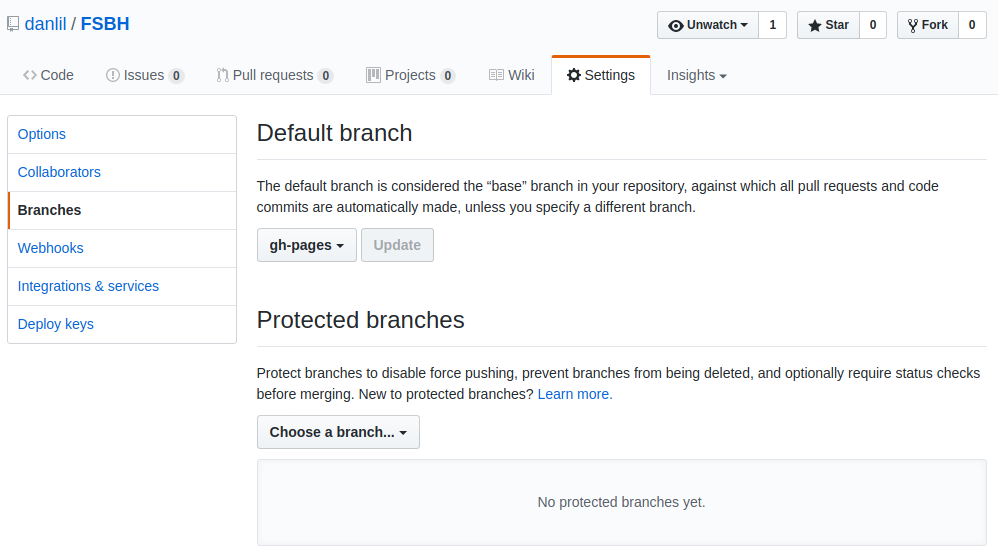 danlil / FSBH
Unwatch 1 Star 0 Fork 0
Code Issues 0 Pull requests 0 Projects 0 Wiki Settings Insights
Options
Collaborators
Branches
Webhooks
Integrations & services
Deploy keys
Default branch
The default branch is considered the “base” branch in your repository, against which all pull requests and code
commits are automatically made, unless you specify a different branch.
gh-pages Update
Protected branches
Protect branches to disable force pushing, prevent branches from being deleted, and optionally require status checks
before merging. New to protected branches? Learn more.
Choose a branch...
No protected branches yet.